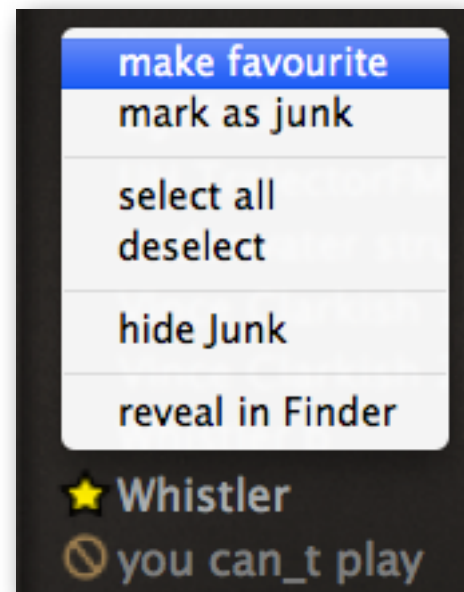 make favourite
mark as junk
select all
deselect
hide Junk
reveal in Finder
Whistler
you can_t play